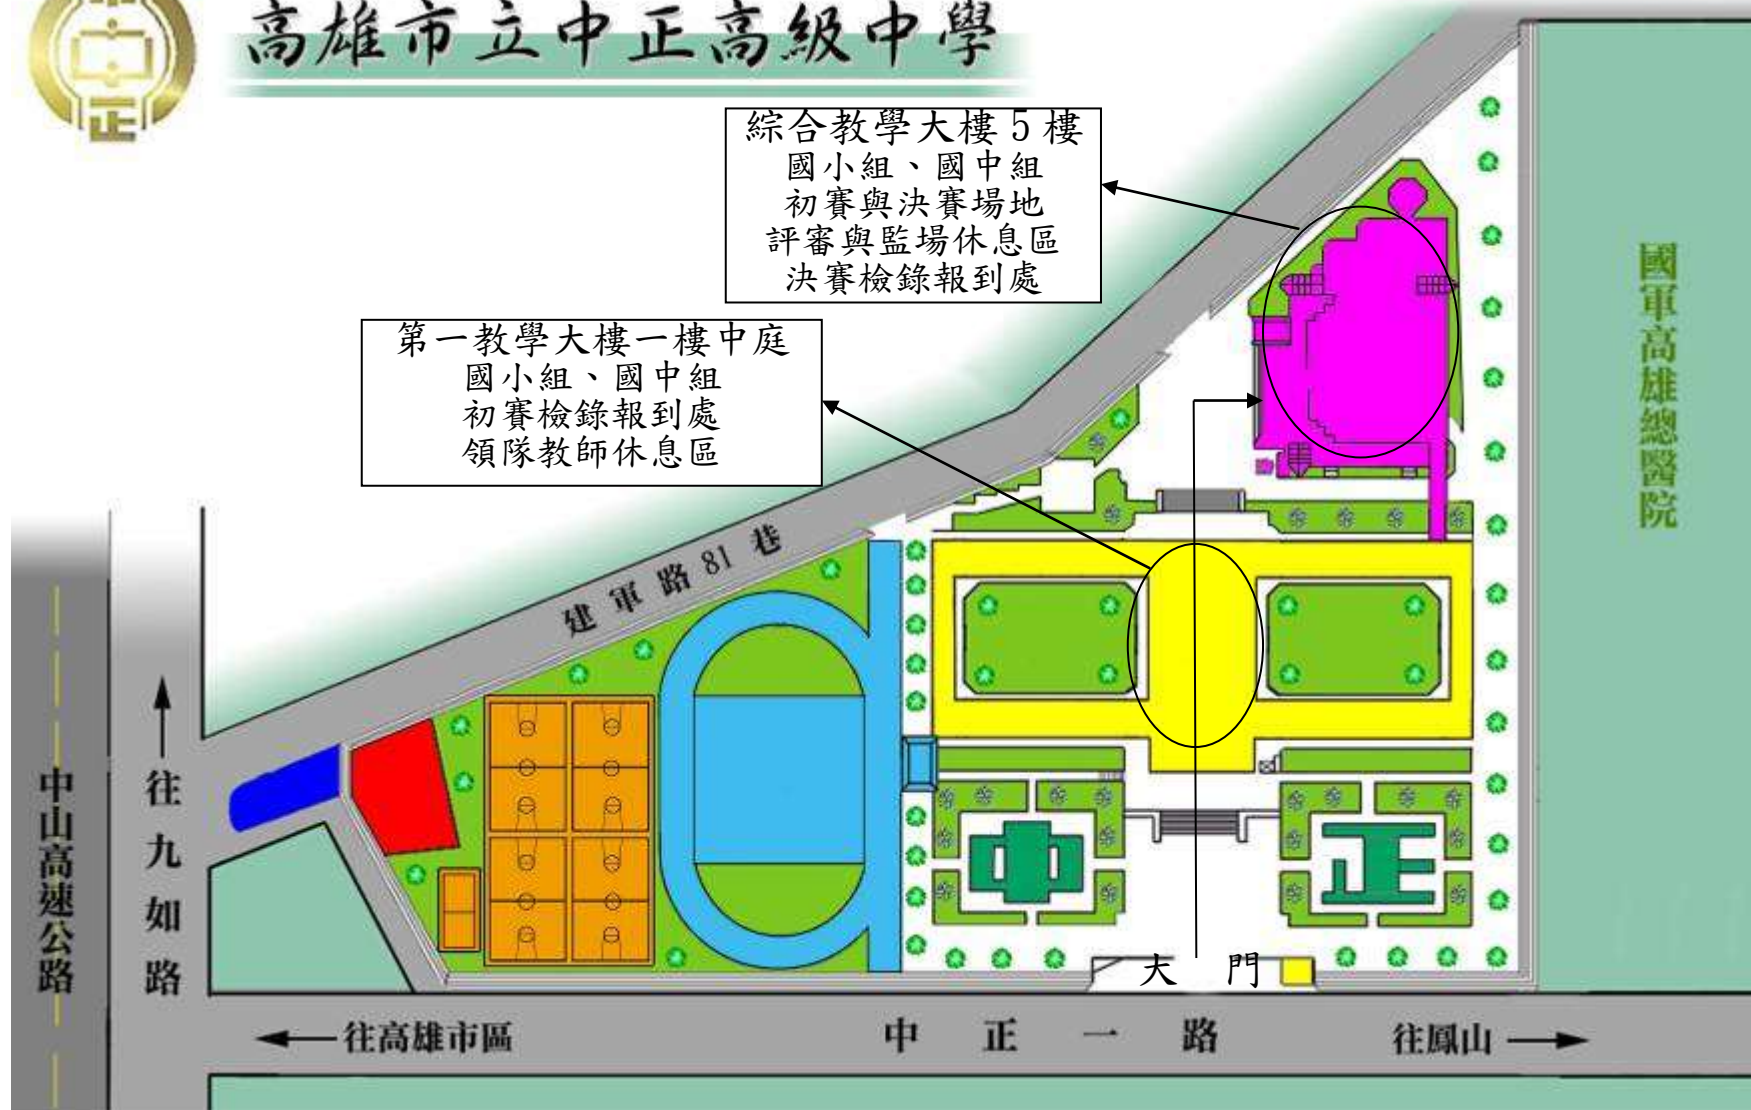 高雄市立中正高級中學
中正
綜合教學大樓5樓
國小組、國中組
初賽與決賽場地
評審與監場休息區
決賽檢錄報到處
第一教學大樓一樓中庭
國小組、國中組
初賽檢錄報到處
領隊教師休息區
國軍高雄總醫院
建軍路81巷
中山高速公路
往九如路
中正
大門
往高雄市區
中正一路
往鳳山